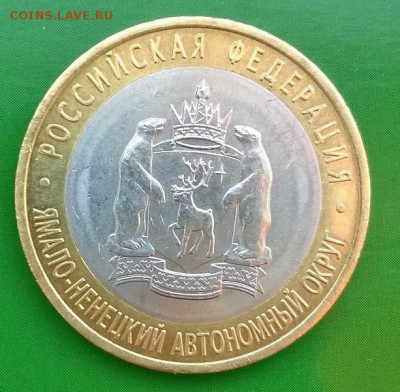 COINS.LAVE.RU
• РОССИЙСКАЯ ФЕДЕРАЦИЯ •
ЯМАЛО-НЕНЕЦКИЙ АВТОНОМНЫЙ ОКРУГ